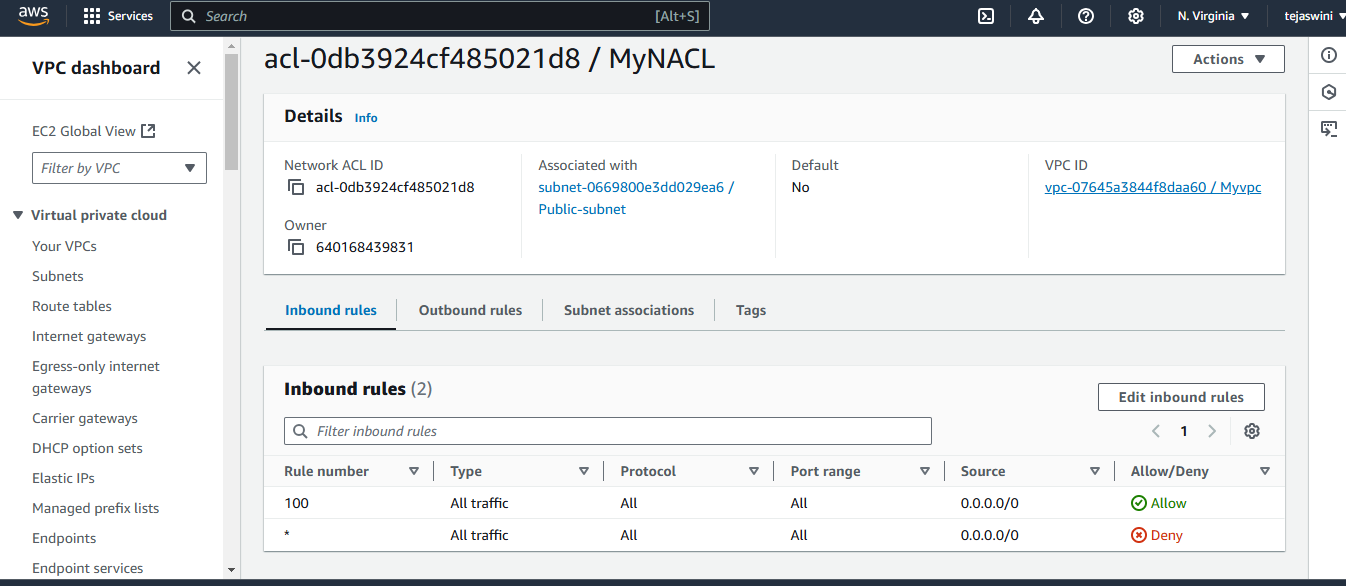 aws
Services
Search [Alt+S]
N. Virginia
tejaswini
VPC dashboard
EC2 Global View
Filter by VPC
Virtual private cloud
Your VPCs
Subnets
Route tables
Internet gateways
Egress-only internet
gateways
Carrier gateways
DHCP option sets
Elastic IPs
Managed prefix lists
Endpoints
Endpoint services
acl-0db3924cf485021d8 / MyNACL
Actions
Details Info
Network ACL ID
acl-0db3924cf485021d8
Owner
640168439831
Associated with
subnet-0669800e3dd029ea6 /
Public-subnet
Default
No
VPC ID
vpc-07645a3844f8daa60 / Myvpc
Inbound rules Outbound rules Subnet associations Tags
Inbound rules (2)
Edit inbound rules
Filter inbound rules
1
Rule number Type Protocol Port range Source Allow/Deny
100 All traffic All All 0.0.0.0/0 Allow
* All traffic All All 0.0.0.0/0 Deny